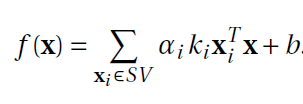 f(𝐱) = ∑_{𝐱_i∈SV} α_i k_i 𝐱_i^T 𝐱 + b.